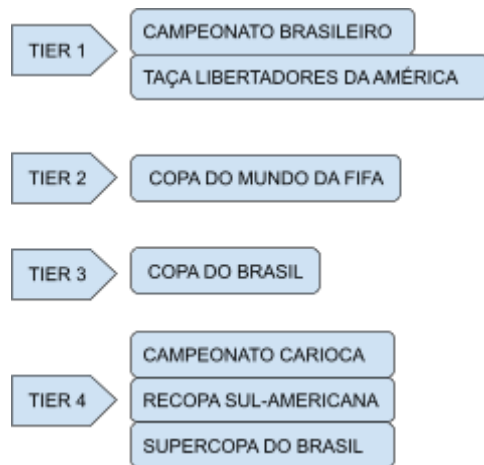 TIER 1
CAMPEONATO BRASILEIRO
TAÇA LIBERTADORES DA AMÉRICA
TIER 2
COPA DO MUNDO DA FIFA
TIER 3
COPA DO BRASIL
TIER 4
CAMPEONATO CARIOCA
RECOPA SUL-AMERICANA
SUPERCOPA DO BRASIL